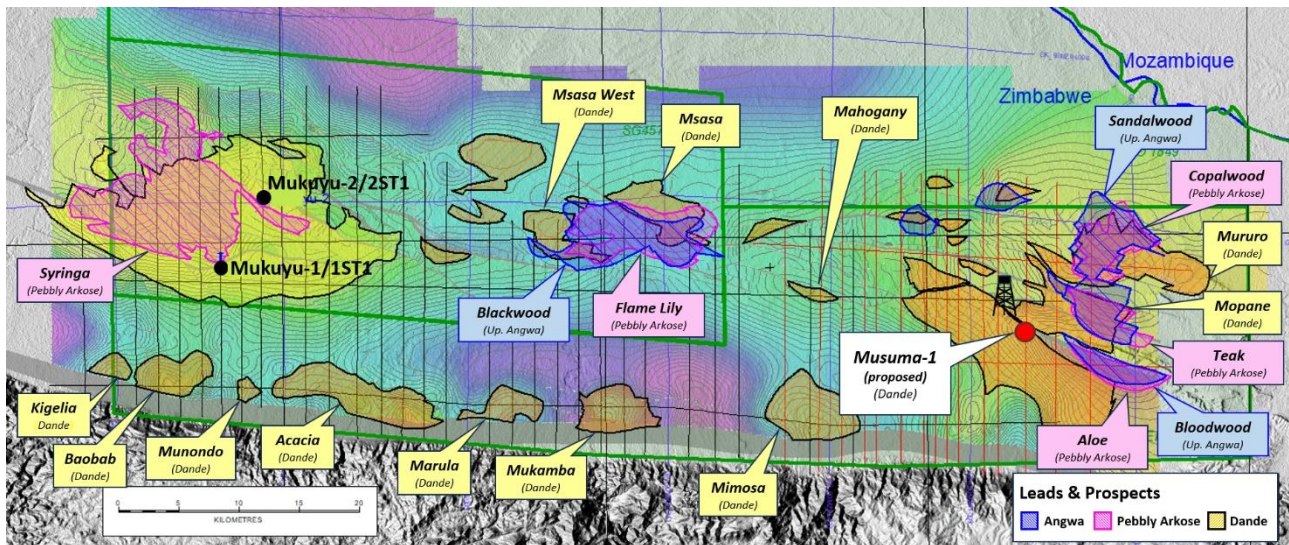 Mozambique
Zimbabwe
Msasa West
(Dande)
Msasa
(Dande)
Mahogany
(Dande)
Sandalwood
(Up. Angwa)
Copalwood
(Pebbly Arkose)
Mururo
(Dande)
Mopane
(Dande)
Teak
(Pebbly Arkose)
Bloodwood
(Up. Angwa)
Aloe
(Pebbly Arkose)
Mukuyu-2/2ST1
Mukuyu-1/1ST1
Syringa
(Pebbly Arkose)
Blackwood
(Up. Angwa)
Flame Lily
(Pebbly Arkose)
Musuma-1
(proposed)
(Dande)
Kigelia
Dande
Baobab
(Dande)
Munondo
(Dande)
Acacia
(Dande)
Marula
(Dande)
Mukamba
(Dande)
Mimosa
(Dande)
0 5 10 20
KILOMETRES
Leads & Prospects
Angwa Pebbly Arkose Dande